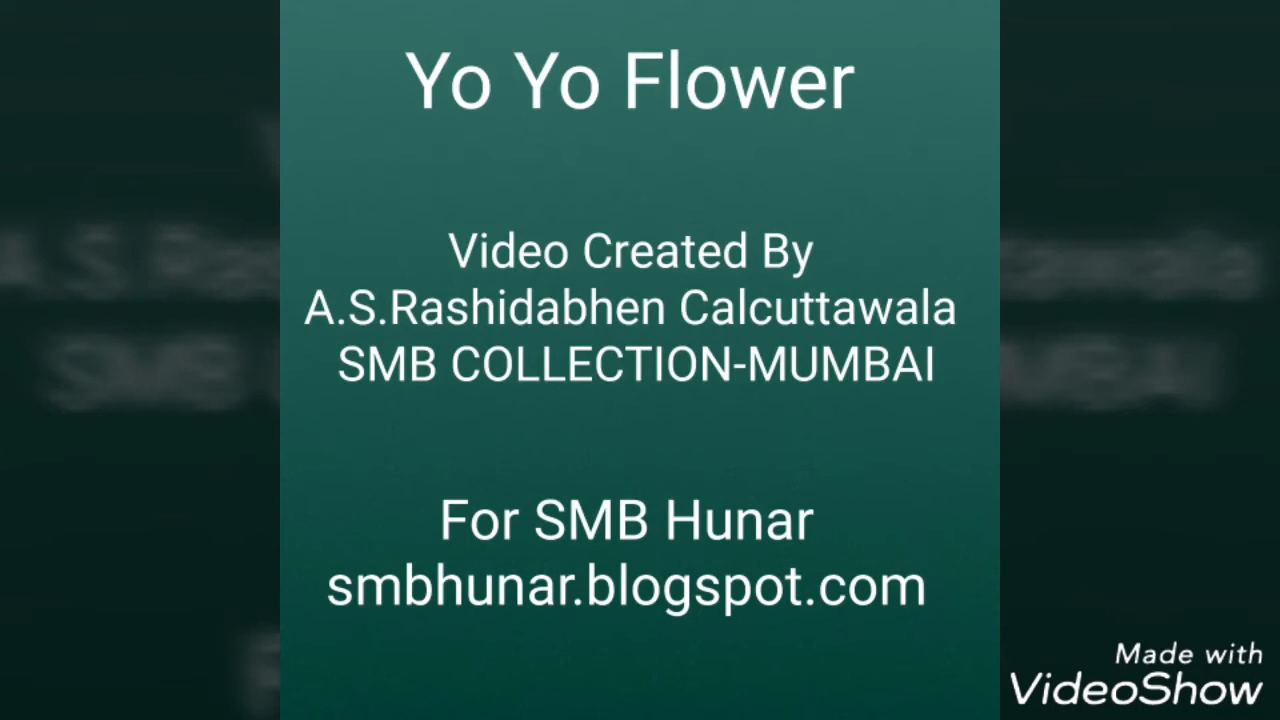 Yo Yo Flower
Video Created By
A.S.Rashidabhen Calcuttawala
SMB COLLECTION-MUMBAI
For SMB Hunar
smbhunar.blogspot.com
Made with
VideoShow